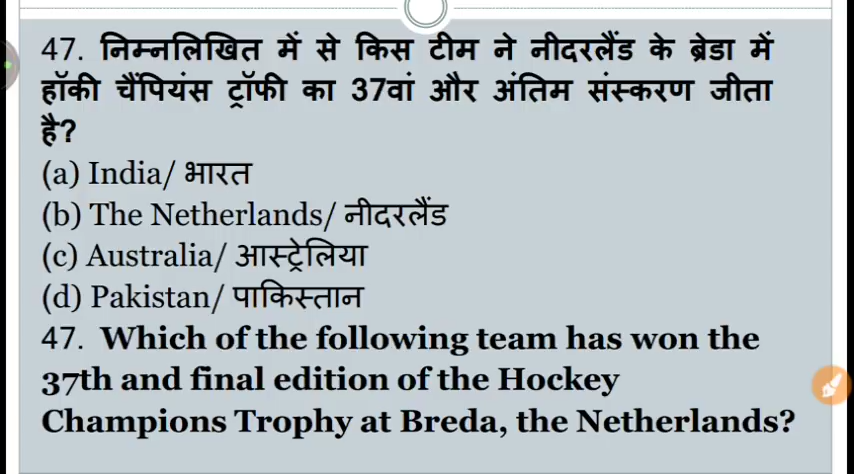 47. निम्नलिखित में से किस टीम ने नीदरलैंड के ब्रेडा में
हॉकी चैंपियंस ट्रॉफी का 37वां और अंतिम संस्करण जीता
है?
(a) India/ भारत
(b) The Netherlands/ नीदरलैंड
(c) Australia/ आस्ट्रेलिया
(d) Pakistan/ पाकिस्तान
47. Which of the following team has won the
37th and final edition of the Hockey
Champions Trophy at Breda, the Netherlands?